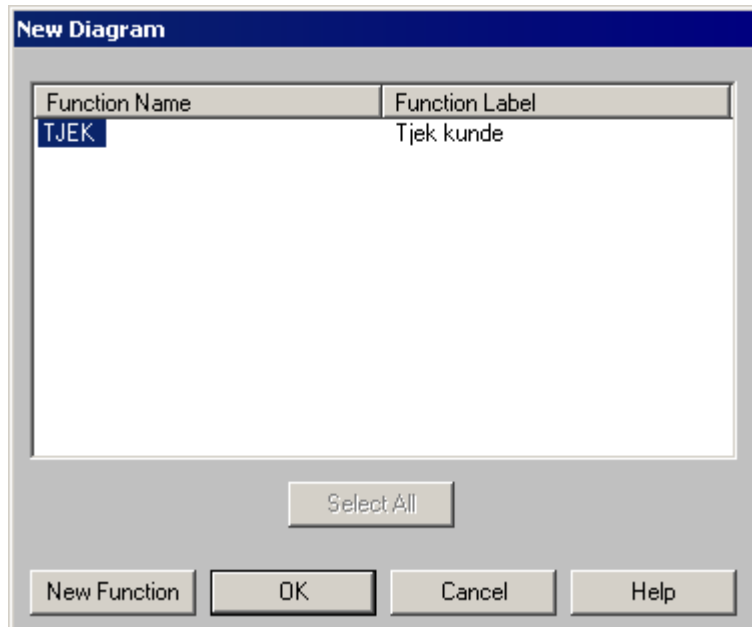 New Diagram
Function Name Function Label
TJEK Tjek kunde
Select All
New Function OK Cancel Help